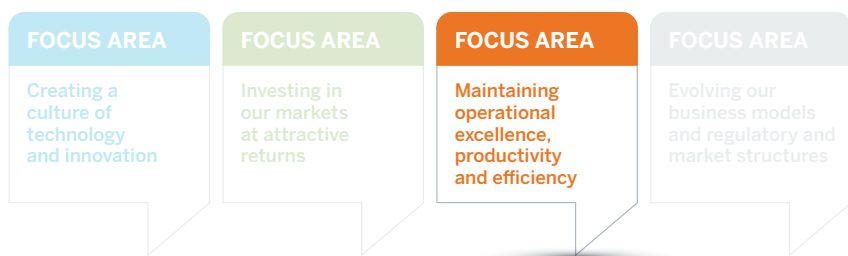 FOCUS AREA
Creating a
culture of
technology
and innovation
FOCUS AREA
Investing in
our markets
at attractive
returns
FOCUS AREA
Maintaining
operational
excellence,
productivity
and efficiency
FOCUS AREA
Evolving our
business models
and regulatory and
market structures